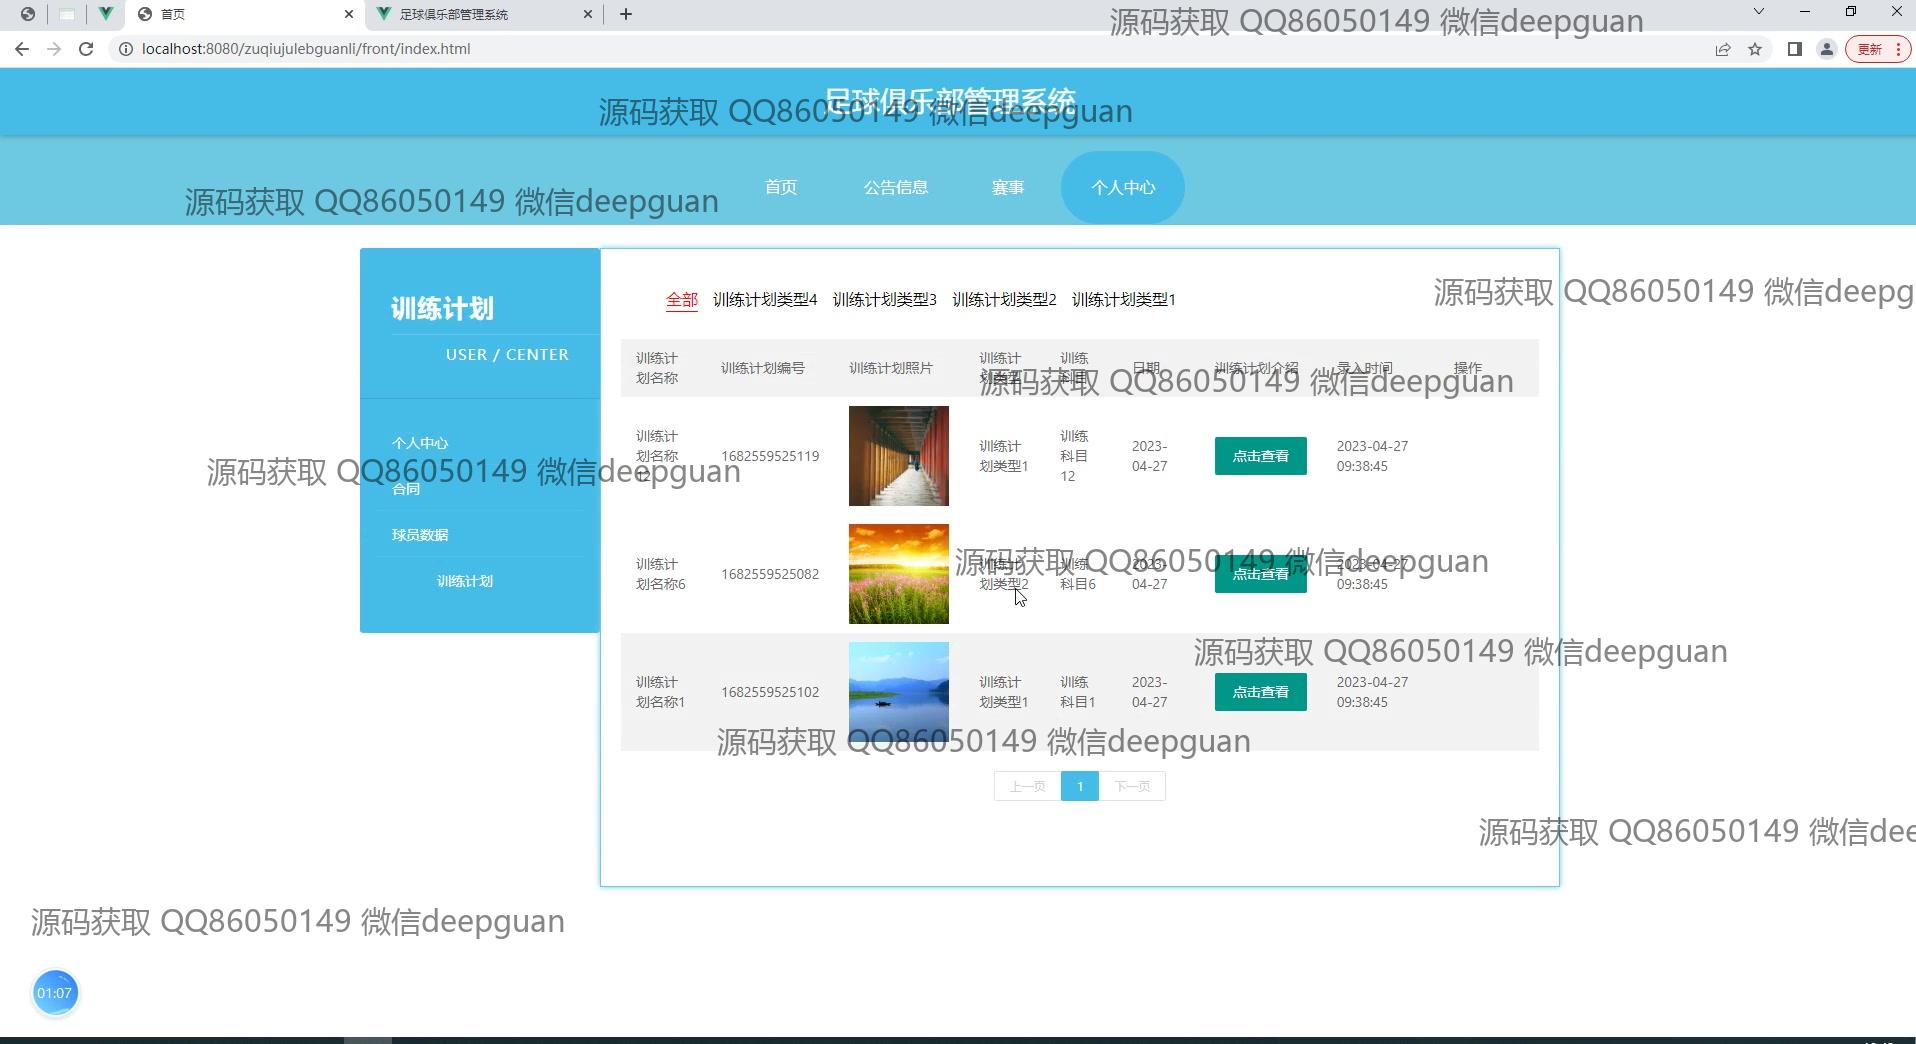 首页
足球俱乐部管理系统
localhost:8080/zuqiujulebguanli/front/index.html
更新
源码获取 QQ86050149 微信deepguan
足球俱乐部管理系统
源码获取 QQ86050149 微信deepguan
首页 公告信息 赛事 个人中心
源码获取 QQ86050149 微信deepguan
训练计划
USER / CENTER
个人中心
合同
球员数据
训练计划
源码获取 QQ86050149 微信deepguan
源码获取 QQ86050149 微信deepg
全部 训练计划类型4 训练计划类型3 训练计划类型2 训练计划类型1
训练计划名称 训练计划编号 训练计划照片 训练计划类型 训练科目 日期 训练计划介绍 录入时间 操作
源码获取 QQ86050149 微信deepguan
训练计划名称12 1682559525119 训练计划类型1 训练科目12 2023-04-27 点击查看 2023-04-27 09:38:45
源码获取 QQ86050149 微信deepguan
训练计划名称6 1682559525082 训练计划类型2 训练科目6 2023-04-27 点击查看 2023-04-27 09:38:45
源码获取 QQ86050149 微信deepguan
训练计划名称1 1682559525102 训练计划类型1 训练科目1 2023-04-27 点击查看 2023-04-27 09:38:45
源码获取 QQ86050149 微信deepguan
上一页 1 下一页
源码获取 QQ86050149 微信dee
源码获取 QQ86050149 微信deepguan
01:07